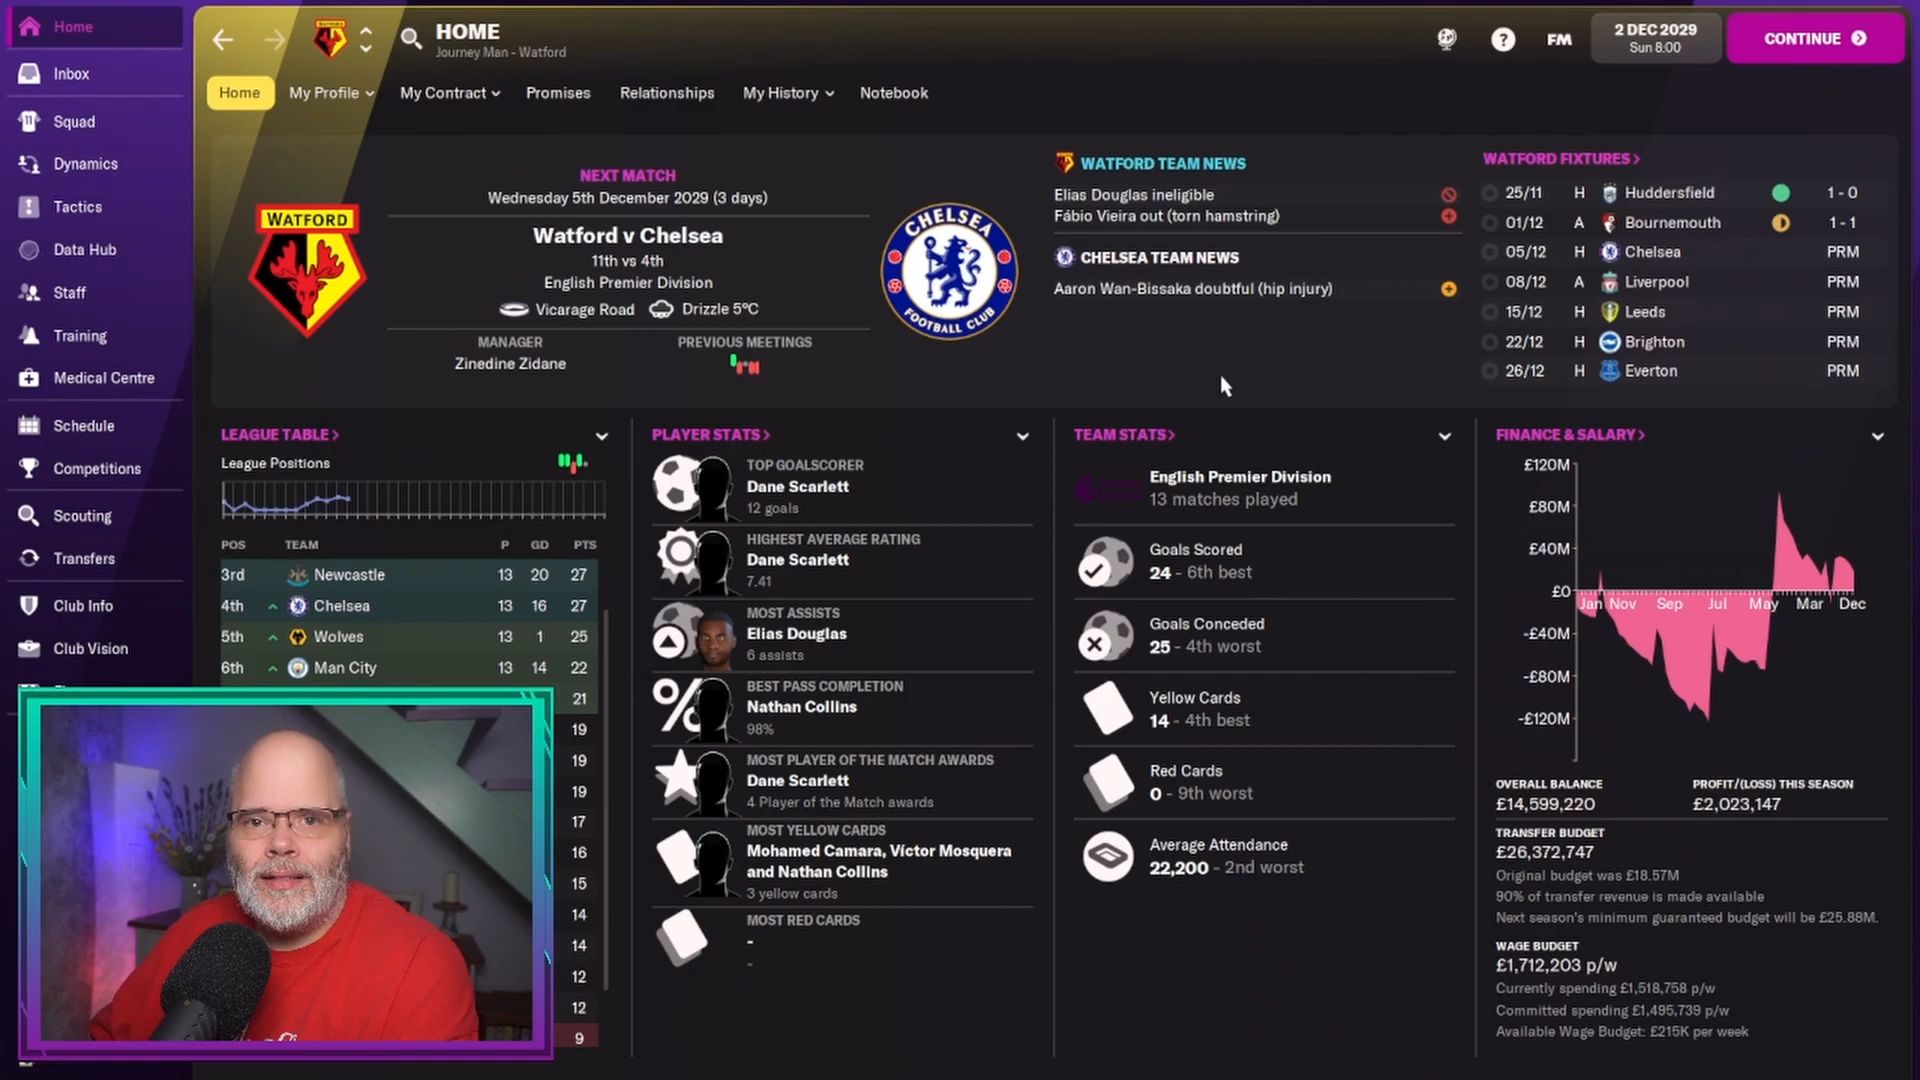 Home
Inbox
Squad
Dynamics
Tactics
Data Hub
Staff
Training
Medical Centre
Schedule
Competitions
Scouting
Transfers
Club Info
Club Vision
WATFORD
HOME
Journey Man - Watford
?
FM
2 DEC 2029
Sun 8:00
CONTINUE
Home
My Profile
My Contract
Promises
Relationships
My History
Notebook
WATFORD
NEXT MATCH
Wednesday 5th December 2029 (3 days)
Watford v Chelsea
11th vs 4th
English Premier Division
Vicarage Road
Drizzle 5°C
MANAGER
Zinedine Zidane
PREVIOUS MEETINGS
CHELSEA
FOOTBALL CLUB
WATFORD TEAM NEWS
Elias Douglas ineligible
Fábio Vieira out (torn hamstring)
CHELSEA TEAM NEWS
Aaron Wan-Bissaka doubtful (hip injury)
WATFORD FIXTURES>
25/11 H Huddersfield 1 - 0
01/12 A Bournemouth 1 - 1
05/12 H Chelsea PRM
08/12 A Liverpool PRM
15/12 H Leeds PRM
22/12 H Brighton PRM
26/12 H Everton PRM
LEAGUE TABLE>
League Positions
POS TEAM P GD PTS
3rd Newcastle 13 20 27
4th Chelsea 13 16 27
5th Wolves 13 1 25
6th Man City 13 14 22
21
19
19
19
17
16
15
14
14
12
12
9
PLAYER STATS>
TOP GOALSCORER
Dane Scarlett
12 goals
HIGHEST AVERAGE RATING
Dane Scarlett
7.41
MOST ASSISTS
Elias Douglas
6 assists
%
BEST PASS COMPLETION
Nathan Collins
98%
MOST PLAYER OF THE MATCH AWARDS
Dane Scarlett
4 Player of the Match awards
MOST YELLOW CARDS
Mohamed Camara, Víctor Mosquera
and Nathan Collins
3 yellow cards
MOST RED CARDS
-
-
TEAM STATS>
English Premier Division
13 matches played
Goals Scored
24 - 6th best
Goals Conceded
25 - 4th worst
Yellow Cards
14 - 4th best
Red Cards
0 - 9th worst
Average Attendance
22,200 - 2nd worst
FINANCE & SALARY>
£120M
£80M
£40M
£0
-£40M
-£80M
-£120M
Jan Nov Sep Jul May Mar Dec
OVERALL BALANCE
£14,599,220
PROFIT/(LOSS) THIS SEASON
£2,023,147
TRANSFER BUDGET
£26,372,747
Original budget was £18.57M
90% of transfer revenue is made available
Next season's minimum guaranteed budget will be £25.88M.
WAGE BUDGET
£1,712,203 p/w
Currently spending £1,518,758 p/w
Committed spending £1,495,739 p/w
Available Wage Budget: £215K per week